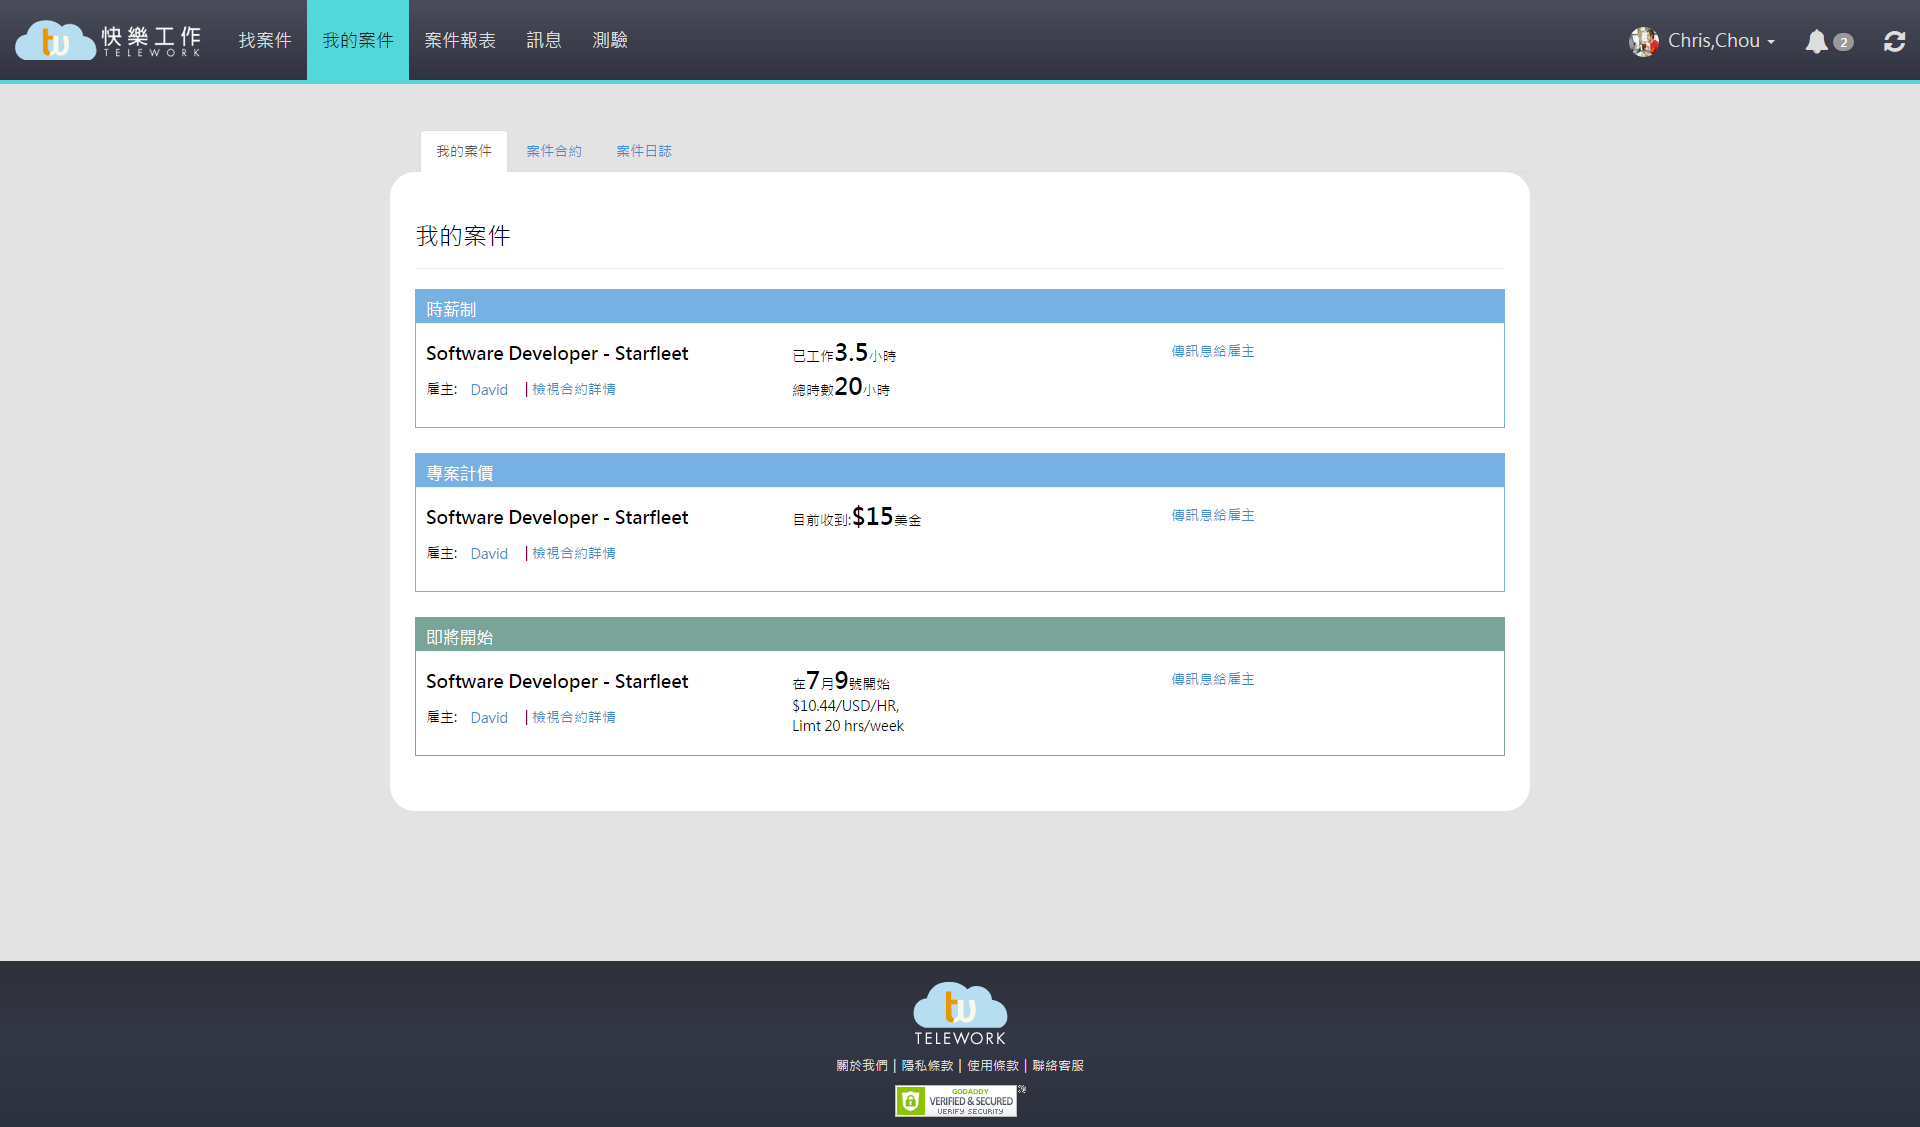 tw 快樂工作
TELEWORK
找案件
我的案件
案件報表
訊息
測驗
Chris,Chou
2
我的案件
案件合約
案件日誌
我的案件
時薪制
Software Developer - Starfleet
已工作3.5小時
傳訊息給雇主
雇主: David | 檢視合約詳情
總時數20小時
專案計價
Software Developer - Starfleet
目前收到:$15美金
傳訊息給雇主
雇主: David | 檢視合約詳情
即將開始
Software Developer - Starfleet
在7月9號開始
傳訊息給雇主
雇主: David | 檢視合約詳情
$10.44/USD/HR,
Limt 20 hrs/week
tw
TELEWORK
關於我們 | 隱私條款 | 使用條款 | 聯絡客服
GODADDY
VERIFIED & SECURED
VERIFY SECURITY